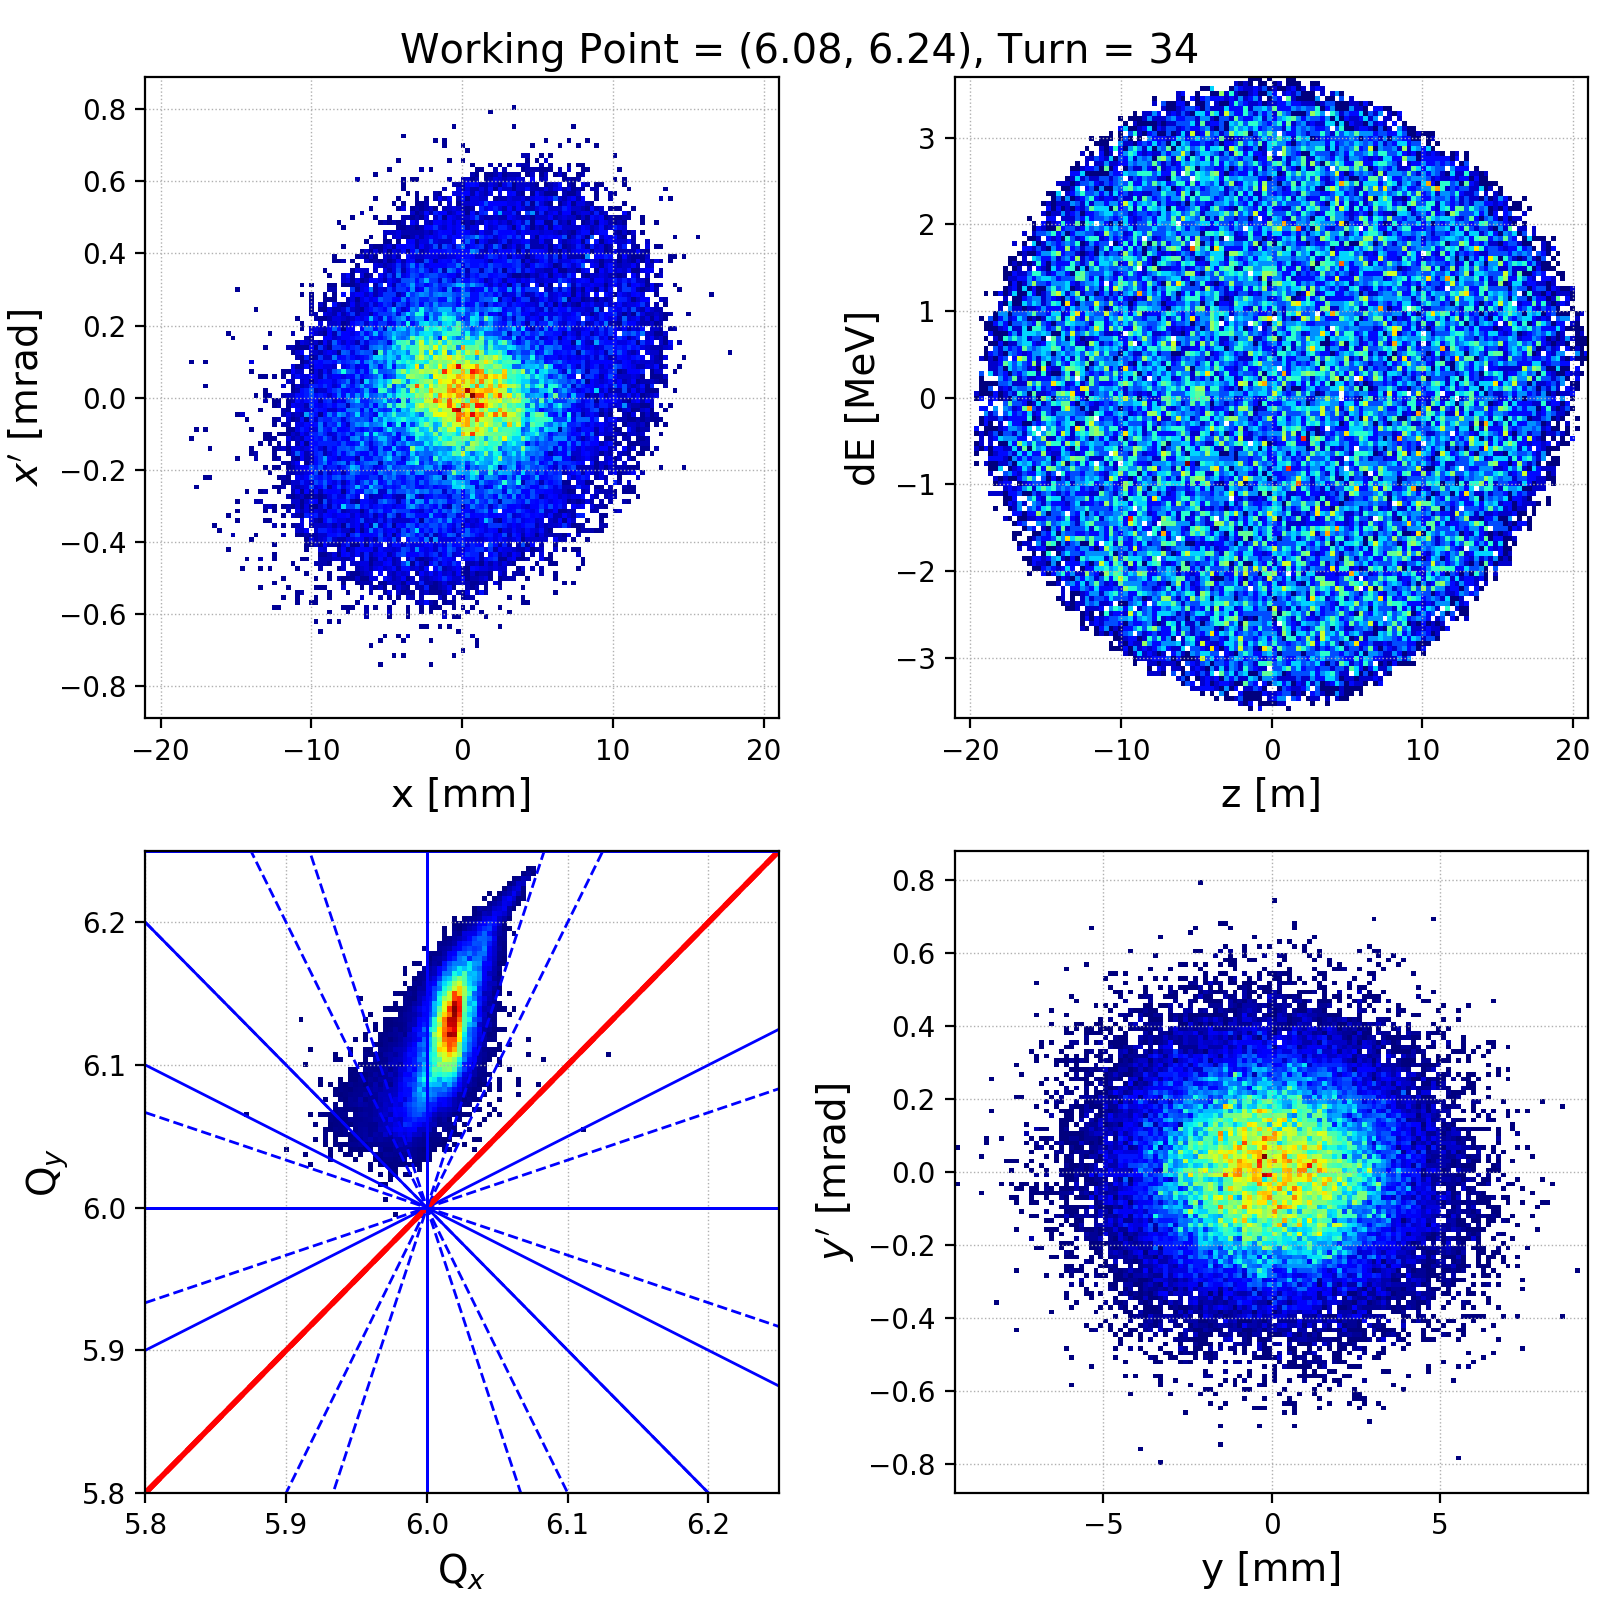 Working Point = (6.08, 6.24), Turn = 34
0.8
0.6
0.4
0.2
0.0
−0.2
−0.4
−0.6
−0.8
x′ [mrad]
−20 −10 0 10 20
x [mm]
3
2
1
0
−1
−2
−3
dE [MeV]
−20 −10 0 10 20
z [m]
6.2
6.1
6.0
5.9
5.8
Qy
5.8 5.9 6.0 6.1 6.2
Qx
0.8
0.6
0.4
0.2
0.0
−0.2
−0.4
−0.6
−0.8
y′ [mrad]
−5 0 5
y [mm]